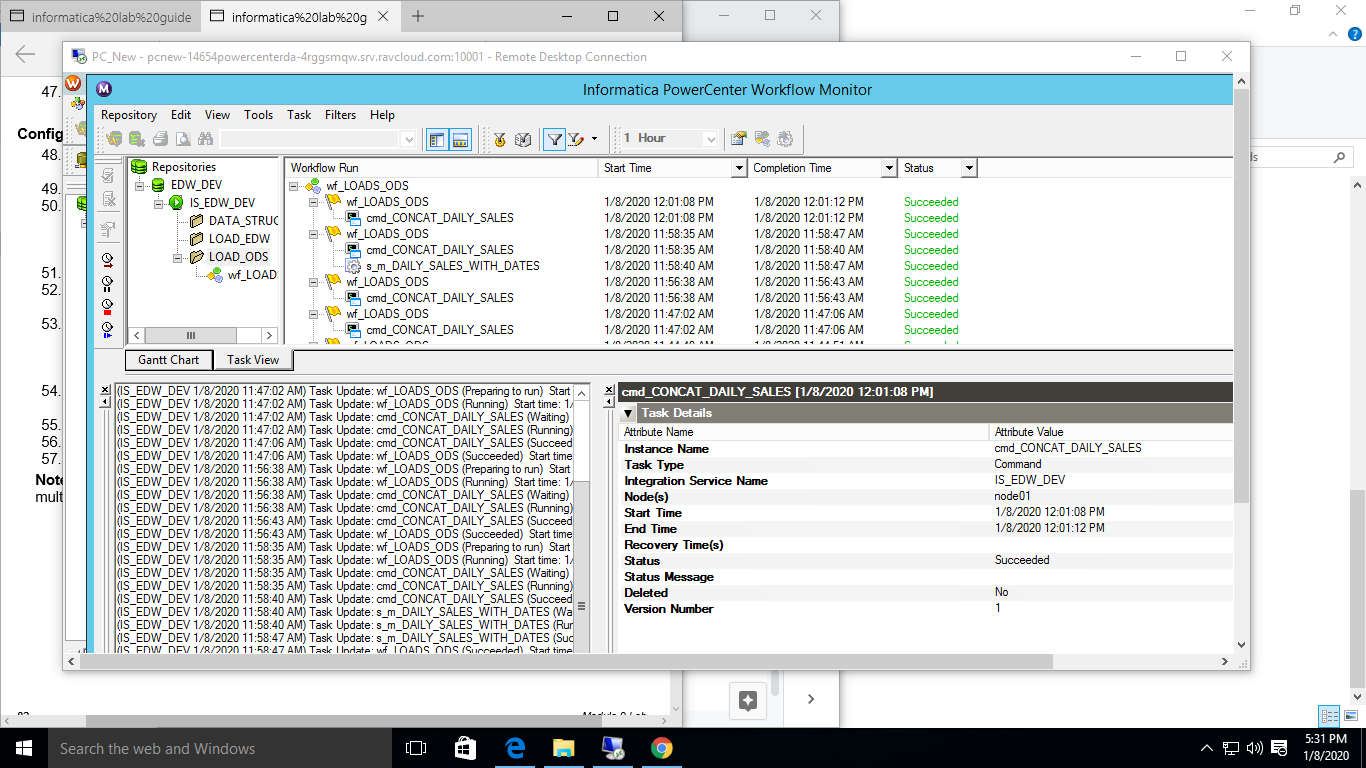 informatica%20lab%20guide
informatica%20lab%20g
PC_New - pcnew-14654powercenterda-4rggsmqw.srv.ravcloud.com:10001 - Remote Desktop Connection
Informatica PowerCenter Workflow Monitor
Repository Edit View Tools Task Filters Help
1 Hour
47.
Config
48.
49.
50.
51.
52.
53.
54.
55.
56.
57.
Note
mult
Repositories
EDW_DEV
IS_EDW_DEV
DATA_STRUC
LOAD_EDW
LOAD_ODS
wf_LOAD
Workflow Run Start Time Completion Time Status
wf_LOADS_ODS
wf_LOADS_ODS 1/8/2020 12:01:08 PM 1/8/2020 12:01:12 PM Succeeded
cmd_CONCAT_DAILY_SALES 1/8/2020 12:01:08 PM 1/8/2020 12:01:12 PM Succeeded
wf_LOADS_ODS 1/8/2020 11:58:35 AM 1/8/2020 11:58:47 AM Succeeded
cmd_CONCAT_DAILY_SALES 1/8/2020 11:58:35 AM 1/8/2020 11:58:40 AM Succeeded
s_m_DAILY_SALES_WITH_DATES 1/8/2020 11:58:40 AM 1/8/2020 11:58:47 AM Succeeded
wf_LOADS_ODS 1/8/2020 11:56:38 AM 1/8/2020 11:56:43 AM Succeeded
cmd_CONCAT_DAILY_SALES 1/8/2020 11:56:38 AM 1/8/2020 11:56:43 AM Succeeded
wf_LOADS_ODS 1/8/2020 11:47:02 AM 1/8/2020 11:47:06 AM Succeeded
cmd_CONCAT_DAILY_SALES 1/8/2020 11:47:02 AM 1/8/2020 11:47:06 AM Succeeded
Gantt Chart Task View
(IS_EDW_DEV 1/8/2020 11:47:02 AM) Task Update: wf_LOADS_ODS (Preparing to run) Start
(IS_EDW_DEV 1/8/2020 11:47:02 AM) Task Update: wf_LOADS_ODS (Running) Start time: 1/
(IS_EDW_DEV 1/8/2020 11:47:02 AM) Task Update: cmd_CONCAT_DAILY_SALES (Waiting)
(IS_EDW_DEV 1/8/2020 11:47:02 AM) Task Update: cmd_CONCAT_DAILY_SALES (Running)
(IS_EDW_DEV 1/8/2020 11:47:06 AM) Task Update: cmd_CONCAT_DAILY_SALES (Succeed
(IS_EDW_DEV 1/8/2020 11:47:06 AM) Task Update: wf_LOADS_ODS (Succeeded) Start time
(IS_EDW_DEV 1/8/2020 11:56:38 AM) Task Update: wf_LOADS_ODS (Preparing to run) Start
(IS_EDW_DEV 1/8/2020 11:56:38 AM) Task Update: wf_LOADS_ODS (Running) Start time: 1/
(IS_EDW_DEV 1/8/2020 11:56:38 AM) Task Update: cmd_CONCAT_DAILY_SALES (Waiting)
(IS_EDW_DEV 1/8/2020 11:56:38 AM) Task Update: cmd_CONCAT_DAILY_SALES (Running)
(IS_EDW_DEV 1/8/2020 11:56:43 AM) Task Update: cmd_CONCAT_DAILY_SALES (Succeed
(IS_EDW_DEV 1/8/2020 11:56:43 AM) Task Update: wf_LOADS_ODS (Succeeded) Start time
(IS_EDW_DEV 1/8/2020 11:58:35 AM) Task Update: wf_LOADS_ODS (Preparing to run) Start
(IS_EDW_DEV 1/8/2020 11:58:35 AM) Task Update: wf_LOADS_ODS (Running) Start time: 1/
(IS_EDW_DEV 1/8/2020 11:58:35 AM) Task Update: cmd_CONCAT_DAILY_SALES (Waiting)
(IS_EDW_DEV 1/8/2020 11:58:35 AM) Task Update: cmd_CONCAT_DAILY_SALES (Running)
(IS_EDW_DEV 1/8/2020 11:58:40 AM) Task Update: cmd_CONCAT_DAILY_SALES (Succeed
(IS_EDW_DEV 1/8/2020 11:58:40 AM) Task Update: s_m_DAILY_SALES_WITH_DATES (Wa
(IS_EDW_DEV 1/8/2020 11:58:40 AM) Task Update: s_m_DAILY_SALES_WITH_DATES (Run
(IS_EDW_DEV 1/8/2020 11:58:47 AM) Task Update: s_m_DAILY_SALES_WITH_DATES (Suc
(IS_EDW_DEV 1/8/2020 11:58:47 AM) Task Update: wf_LOADS_ODS (Succeeded) Start time
cmd_CONCAT_DAILY_SALES [1/8/2020 12:01:08 PM]
Task Details
Attribute Name Attribute Value
Instance Name cmd_CONCAT_DAILY_SALES
Task Type Command
Integration Service Name IS_EDW_DEV
Node(s) node01
Start Time 1/8/2020 12:01:08 PM
End Time 1/8/2020 12:01:12 PM
Recovery Time(s)
Status Succeeded
Status Message
Deleted No
Version Number 1
Search the web and Windows
5:31 PM
1/8/2020